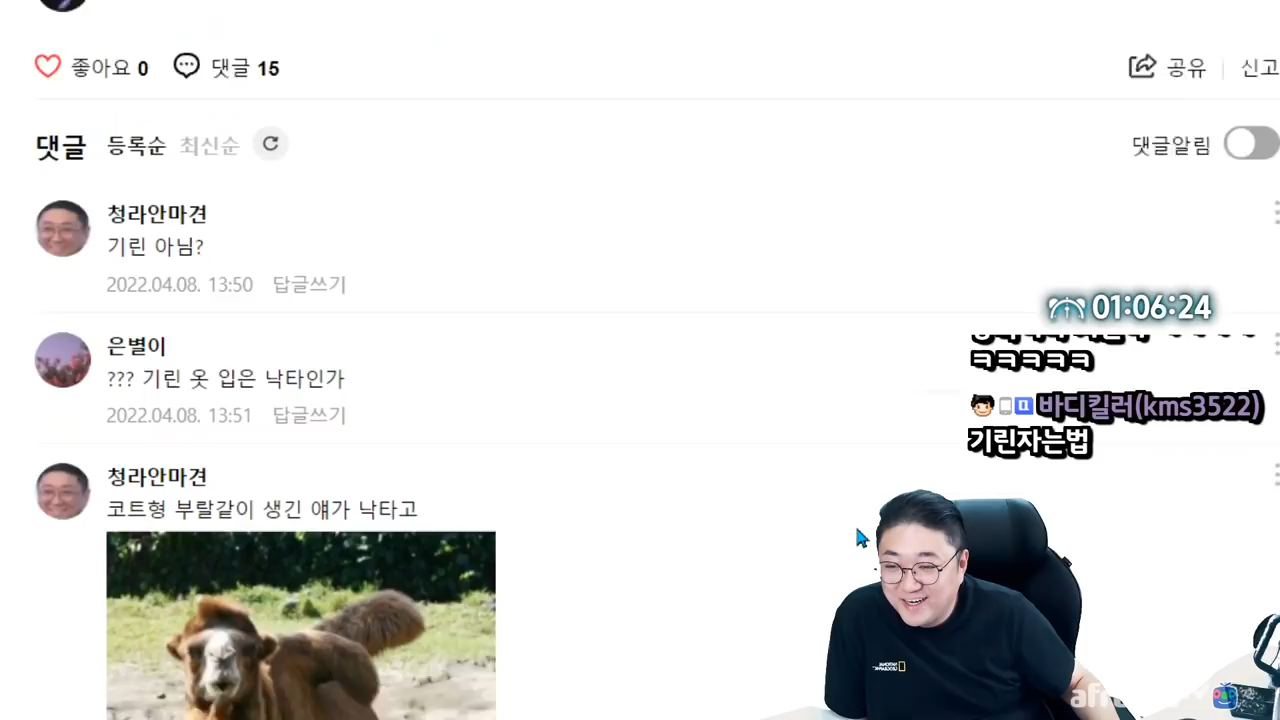 좋아요 0 댓글 15 공유 신고
댓글 등록순 최신순 댓글알림
청라안마견
기린 아님?
2022.04.08. 13:50 답글쓰기
01:06:24
은별이
??? 기린 옷 입은 낙타인가
2022.04.08. 13:51 답글쓰기
ㅋㅋㅋㅋㅋ
바디킬러(kms3522)
기린자는법
청라안마견
코트형 부랄같이 생긴 얘가 낙타고